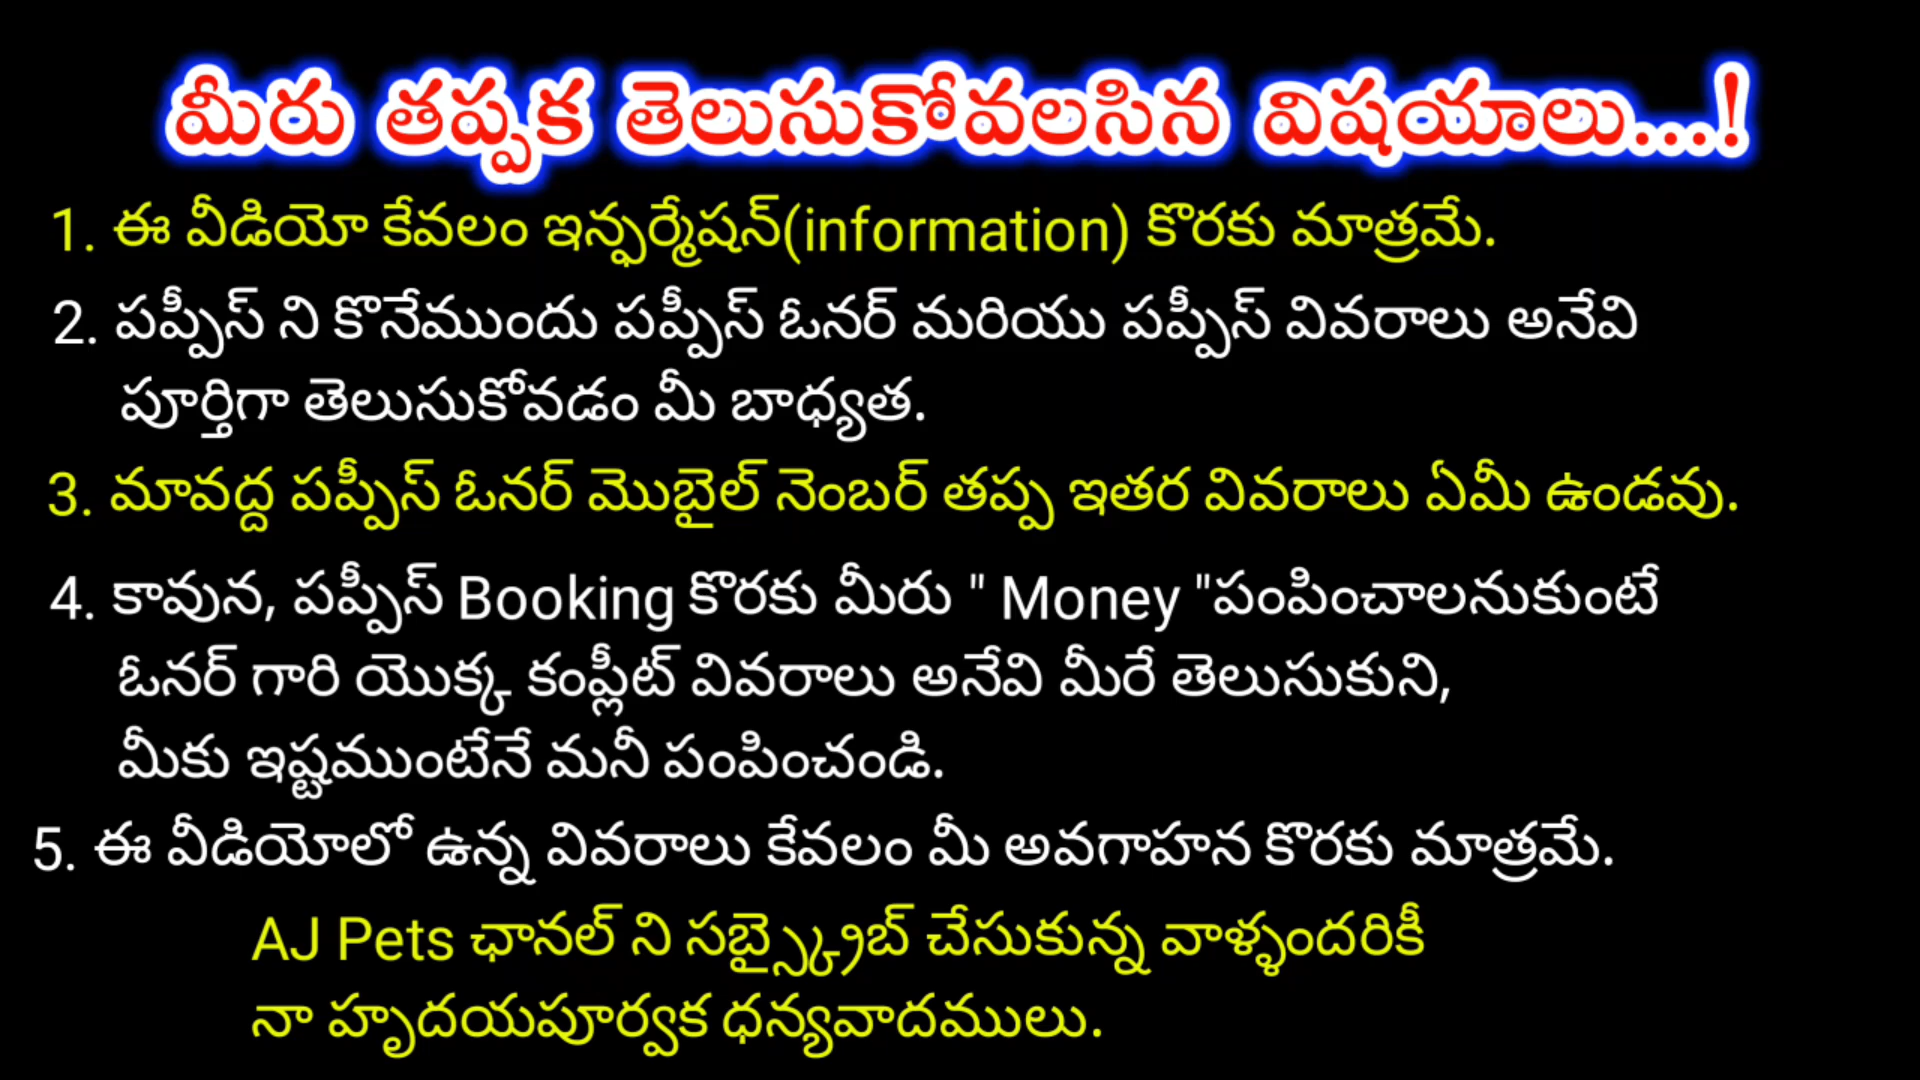 మీరు తప్పక తెలుసుకోవలసిన విషయాలు...!
1. ఈ వీడియో కేవలం ఇన్ఫర్మేషన్(information) కొరకు మాత్రమే.
2. పప్పీస్ ని కొనేముందు పప్పీస్ ఓనర్ మరియు పప్పీస్ వివరాలు అనేవి
పూర్తిగా తెలుసుకోవడం మీ బాధ్యత.
3. మావద్ద పప్పీస్ ఓనర్ మొబైల్ నెంబర్ తప్ప ఇతర వివరాలు ఏమీ ఉండవు.
4. కావున, పప్పీస్ Booking కొరకు మీరు " Money "పంపించాలనుకుంటే
ఓనర్ గారి యొక్క కంప్లీట్ వివరాలు అనేవి మీరే తెలుసుకుని,
మీకు ఇష్టముంటేనే మనీ పంపించండి.
5. ఈ వీడియోలో ఉన్న వివరాలు కేవలం మీ అవగాహన కొరకు మాత్రమే.
AJ Pets ఛానల్ ని సబ్స్క్రైబ్ చేసుకున్న వాళ్ళందరికీ
నా హృదయపూర్వక ధన్యవాదములు.